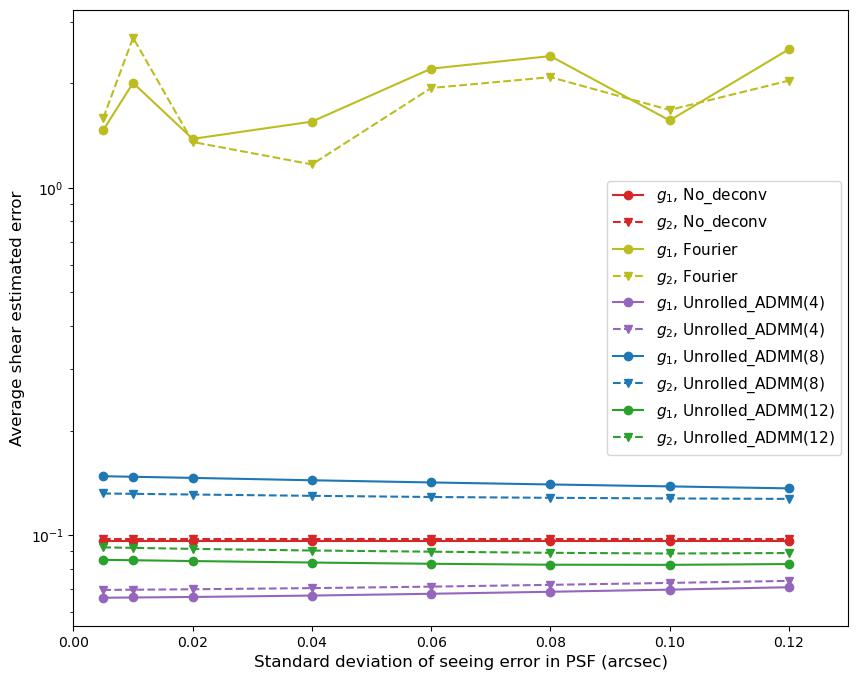 Average shear estimated error
10⁰
10⁻¹
g₁, No_deconv
g₂, No_deconv
g₁, Fourier
g₂, Fourier
g₁, Unrolled_ADMM(4)
g₂, Unrolled_ADMM(4)
g₁, Unrolled_ADMM(8)
g₂, Unrolled_ADMM(8)
g₁, Unrolled_ADMM(12)
g₂, Unrolled_ADMM(12)
0.00 0.02 0.04 0.06 0.08 0.10 0.12
Standard deviation of seeing error in PSF (arcsec)